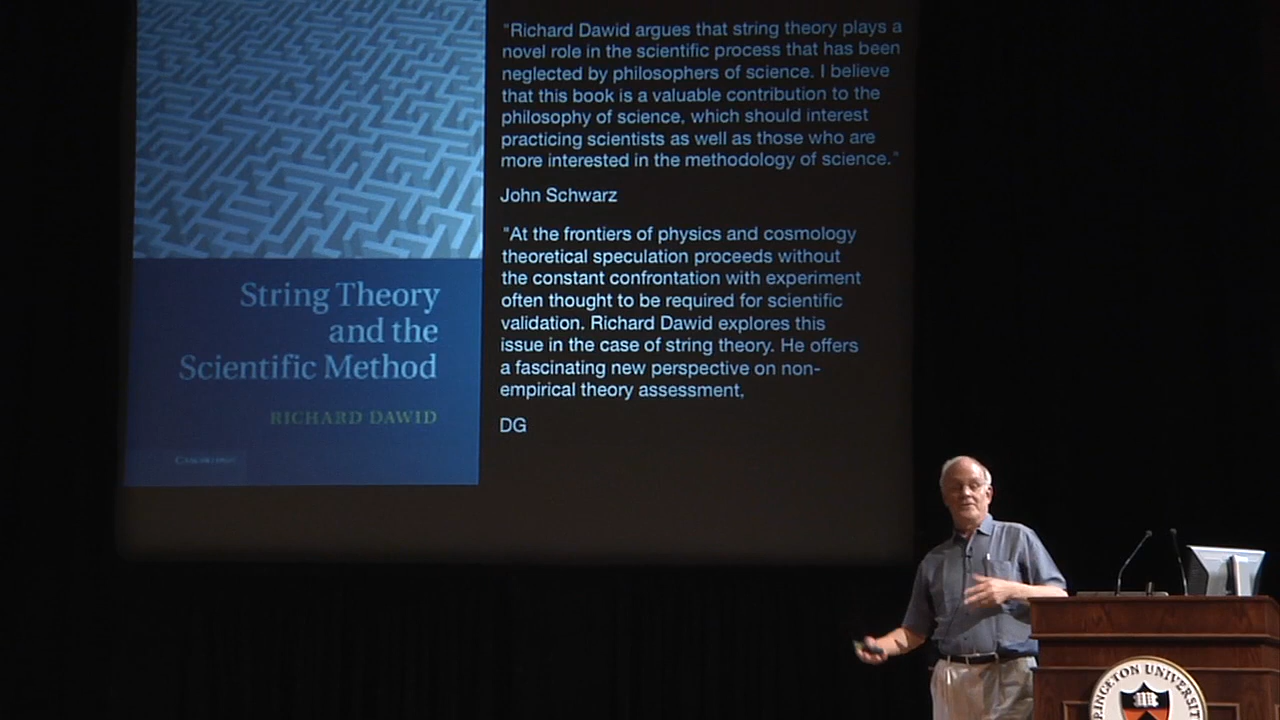 String Theory
and the
Scientific Method
RICHARD DAWID
CAMBRIDGE
"Richard Dawid argues that string theory plays a
novel role in the scientific process that has been
neglected by philosophers of science. I believe
that this book is a valuable contribution to the
philosophy of science, which should interest
practicing scientists as well as those who are
more interested in the methodology of science."
John Schwarz
"At the frontiers of physics and cosmology
theoretical speculation proceeds without
the constant confrontation with experiment
often thought to be required for scientific
validation. Richard Dawid explores this
issue in the case of string theory. He offers
a fascinating new perspective on non-
empirical theory assessment,
DG
PRINCETON UNIVERS